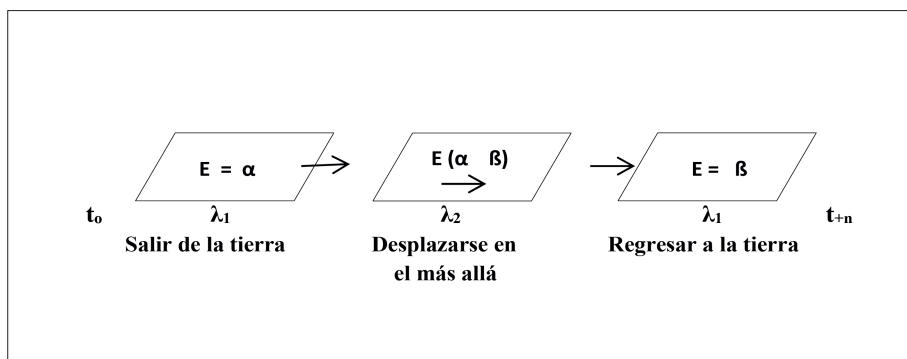 E = α
E (α ß)
E = ß
t₀ λ₁ λ₂ λ₁ t₊ₙ
Salir de la tierra Desplazarse en Regresar a la tierra
el más allá